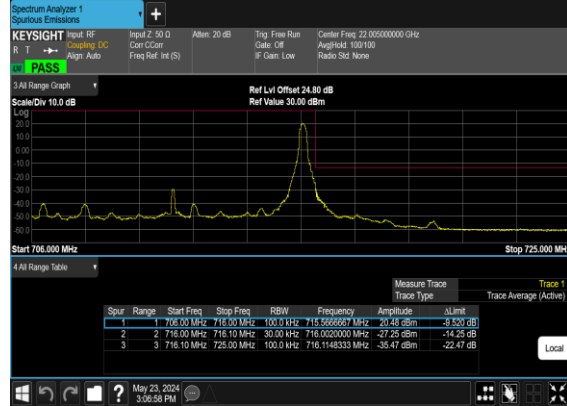 Spectrum Analyzer 1
Spurious Emissions
KEYSIGHT Input: RF Input Z: 50 Ω Atten: 20 dB Trig: Free Run Center Freq: 22.005000000 GHz
R T Coupling: DC Corr CCorr Gate: Off Avg|Hold: 100/100
Align: Auto Freq Ref: Int (S) IF Gain: Low Radio Std: None
PASS
3 All Range Graph
Ref Lvl Offset 24.80 dB
Scale/Div 10.0 dB Ref Value 30.00 dBm
Log
20.0
10.0
0.00
-10.0
-20.0
-30.0
-40.0
-50.0
-60.0
Start 706.000 MHz Stop 725.000 MH
4 All Range Table
Measure Trace Trace 1
Trace Type Trace Average (Active)
Spur Range Start Freq Stop Freq RBW Frequency Amplitude ΔLimit
1 1 706.00 MHz 716.00 MHz 100.0 kHz 715.5666667 MHz 20.48 dBm -9.520 dB
2 2 716.00 MHz 716.10 MHz 30.00 kHz 716.0020000 MHz -27.25 dBm -14.25 dB
3 3 716.10 MHz 725.00 MHz 100.0 kHz 716.1148333 MHz -35.47 dBm -22.47 dB
Local
?
May 23, 2024
3:06:58 PM